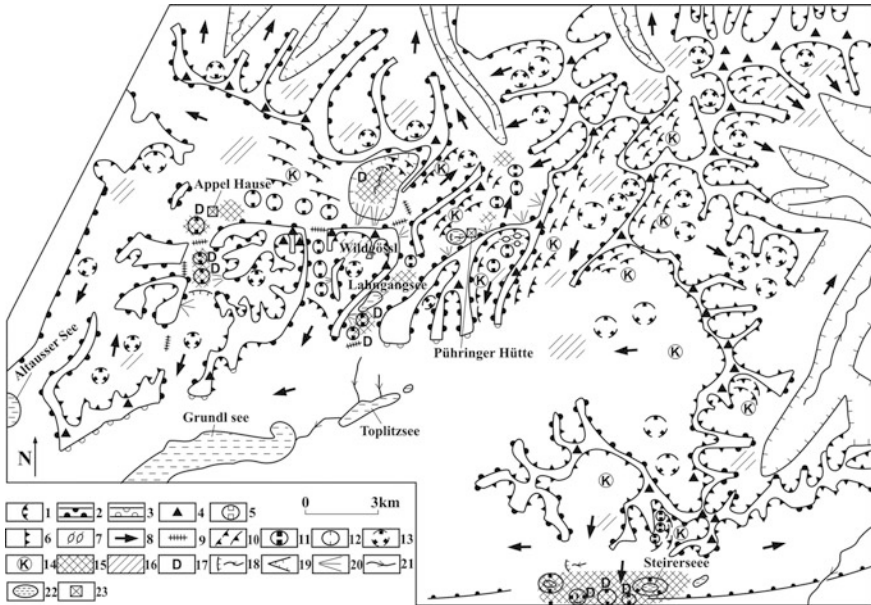 D
K
K
Appel Hause
D
K
K
Wildgössl
K
D
D
Lahngangsee
K
K
K
D
D
Pühringer Hütte
K
Altausser See
K
Grundl see
Toplitzsee
N
0 3km
K
K
Steirerseee
D D D D
1 2 3 4 5
6 7 8 9 10 11 12 13
K 14 15 16 D 17 18 19 20 21
22 23